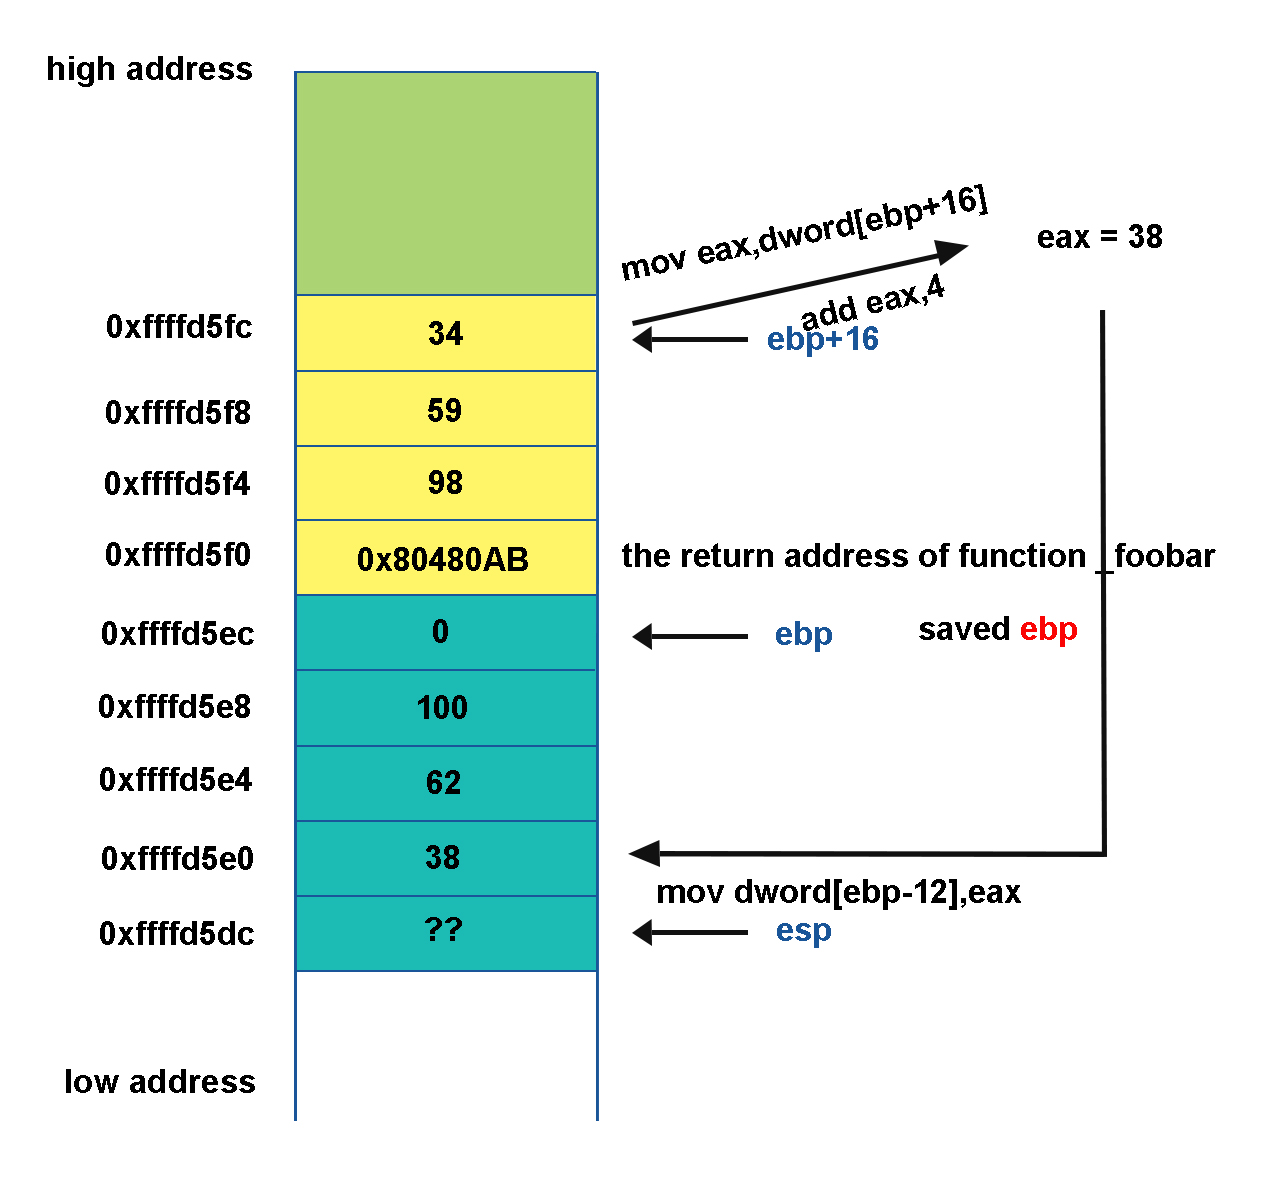 high address
mov eax,dword[ebp+16]
eax = 38
add eax,4
0xffffd5fc
34
ebp+16
0xffffd5f8
59
0xffffd5f4
98
0xffffd5f0
0x80480AB
the return address of function _foobar
0xffffd5ec
0
ebp
saved ebp
0xffffd5e8
100
0xffffd5e4
62
0xffffd5e0
38
mov dword[ebp-12],eax
0xffffd5dc
??
esp
low address